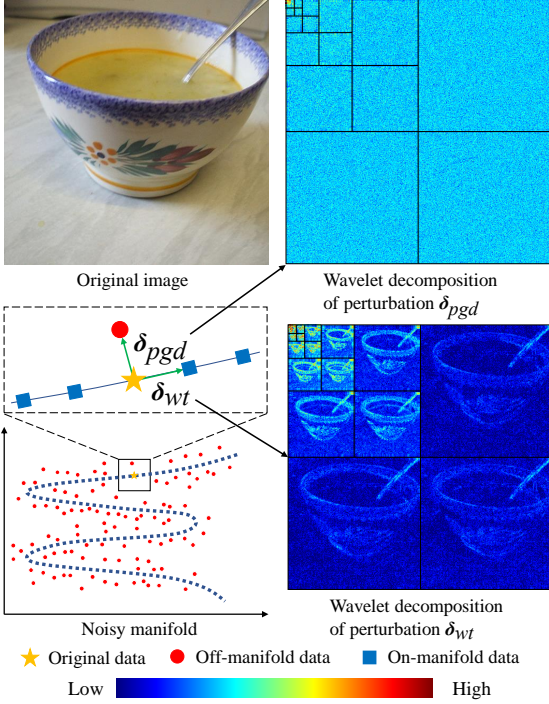 Original image
Wavelet decomposition
of perturbation δpgd
δpgd
δwt
Wavelet decomposition
of perturbation δwt
Noisy manifold
Original data
Off-manifold data
On-manifold data
Low
High